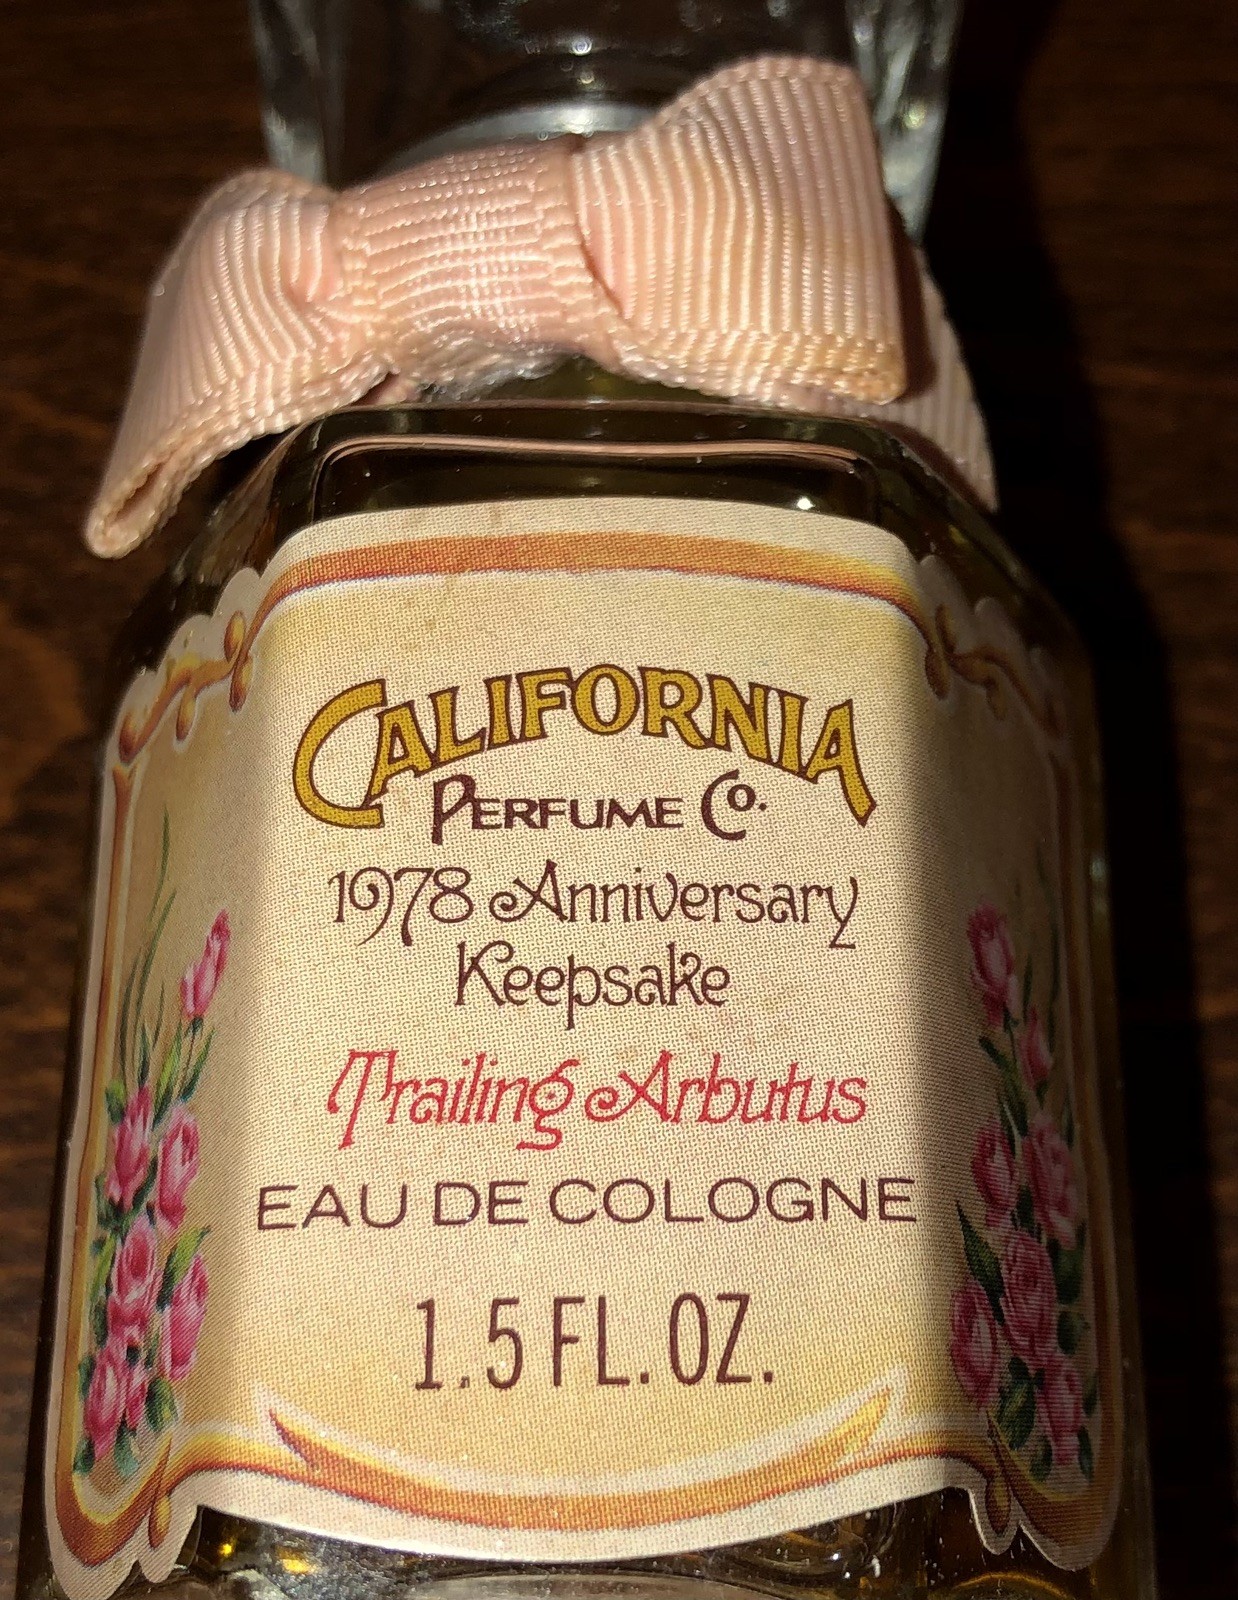 CALIFORNIA
PERFUME CO.
1978 Anniversary
Keepsake
Trailing Arbutus
EAU DE COLOGNE
1.5 FL. OZ.